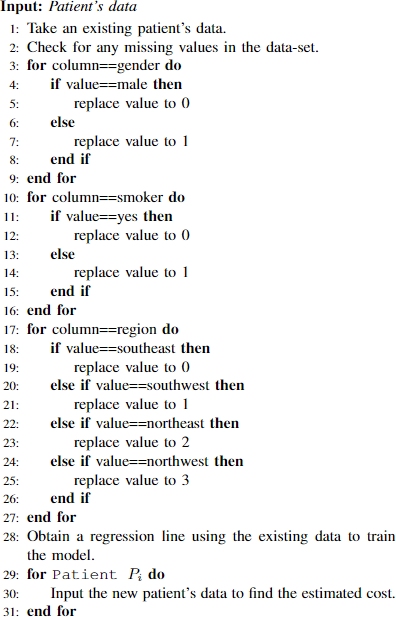 Input: Patient's data
1: Take an existing patient's data.
2: Check for any missing values in the data-set.
3: for column==gender do
4: if value==male then
5: replace value to 0
6: else
7: replace value to 1
8: end if
9: end for
10: for column==smoker do
11: if value==yes then
12: replace value to 0
13: else
14: replace value to 1
15: end if
16: end for
17: for column==region do
18: if value==southeast then
19: replace value to 0
20: else if value==southwest then
21: replace value to 1
22: else if value==northeast then
23: replace value to 2
24: else if value==northwest then
25: replace value to 3
26: end if
27: end for
28: Obtain a regression line using the existing data to train
the model.
29: for Patient Pi do
30: Input the new patient's data to find the estimated cost.
31: end for